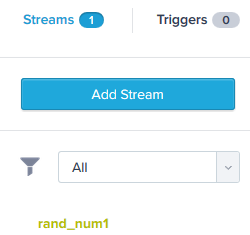 Streams 1 Triggers 0
Add Stream
All
rand_num1